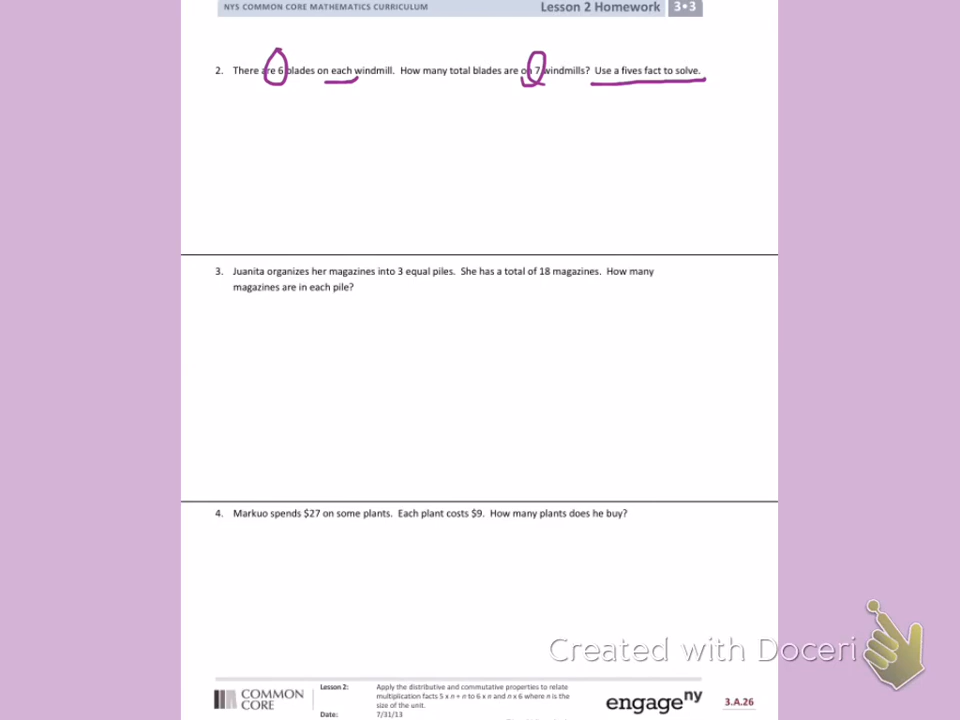 NYS COMMON CORE MATHEMATICS CURRICULUM Lesson 2 Homework 3•3
2. There are 6 blades on each windmill. How many total blades are on 7 windmills? Use a fives fact to solve.
3. Juanita organizes her magazines into 3 equal piles. She has a total of 18 magazines. How many
magazines are in each pile?
4. Markuo spends $27 on some plants. Each plant costs $9. How many plants does he buy?
Created with Doceri
COMMON
CORE
Lesson 2: Apply the distributive and commutative properties to relate
multiplication facts 5 x n + n to 6 x n and n x 6 where n is the
size of the unit.
Date: 7/31/13
engageny
3.A.26